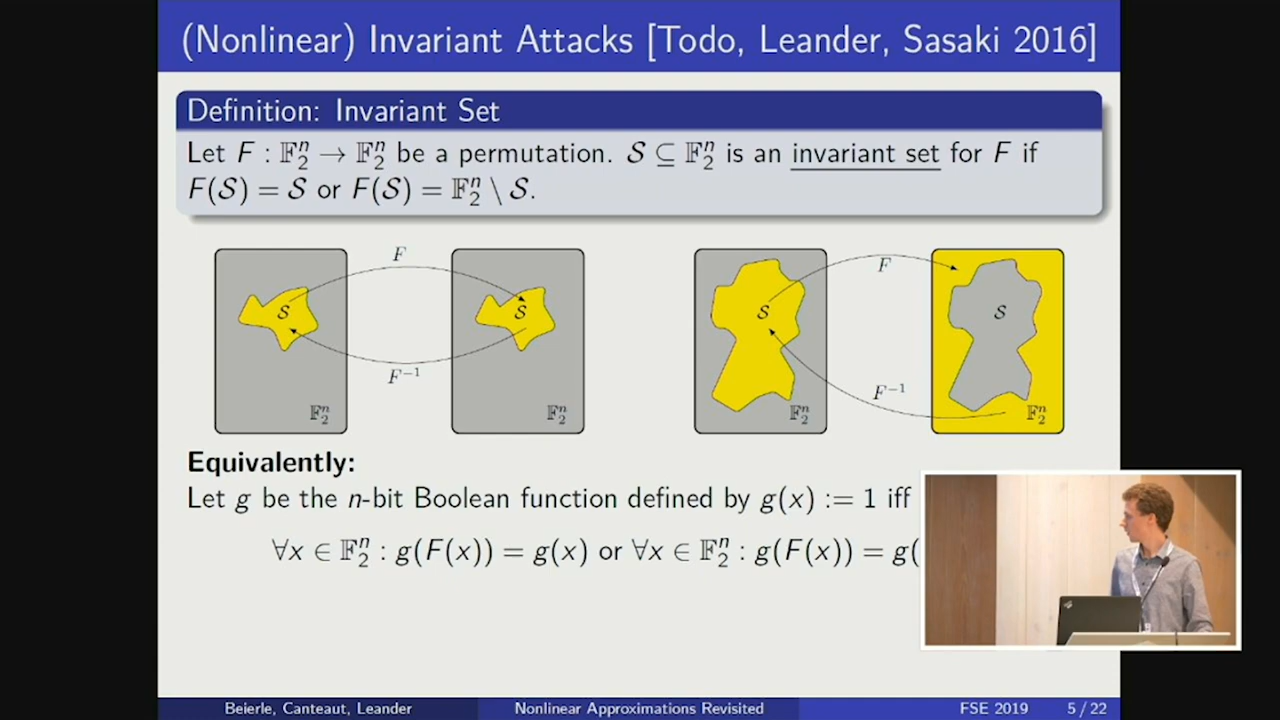 (Nonlinear) Invariant Attacks [Todo, Leander, Sasaki 2016]
Definition: Invariant Set
Let F : 𝔽₂ⁿ → 𝔽₂ⁿ be a permutation. 𝒮 ⊆ 𝔽₂ⁿ is an invariant set for F if
F(𝒮) = 𝒮 or F(𝒮) = 𝔽₂ⁿ \ 𝒮.
F
F
𝒮
𝒮
𝒮
𝒮
F⁻¹
F⁻¹
𝔽₂ⁿ
𝔽₂ⁿ
𝔽₂ⁿ
𝔽₂ⁿ
Equivalently:
Let g be the n-bit Boolean function defined by g(x) := 1 iff
∀x ∈ 𝔽₂ⁿ : g(F(x)) = g(x) or ∀x ∈ 𝔽₂ⁿ : g(F(x)) = g(
Beierle, Canteaut, Leander
Nonlinear Approximations Revisited
FSE 2019
5 / 22